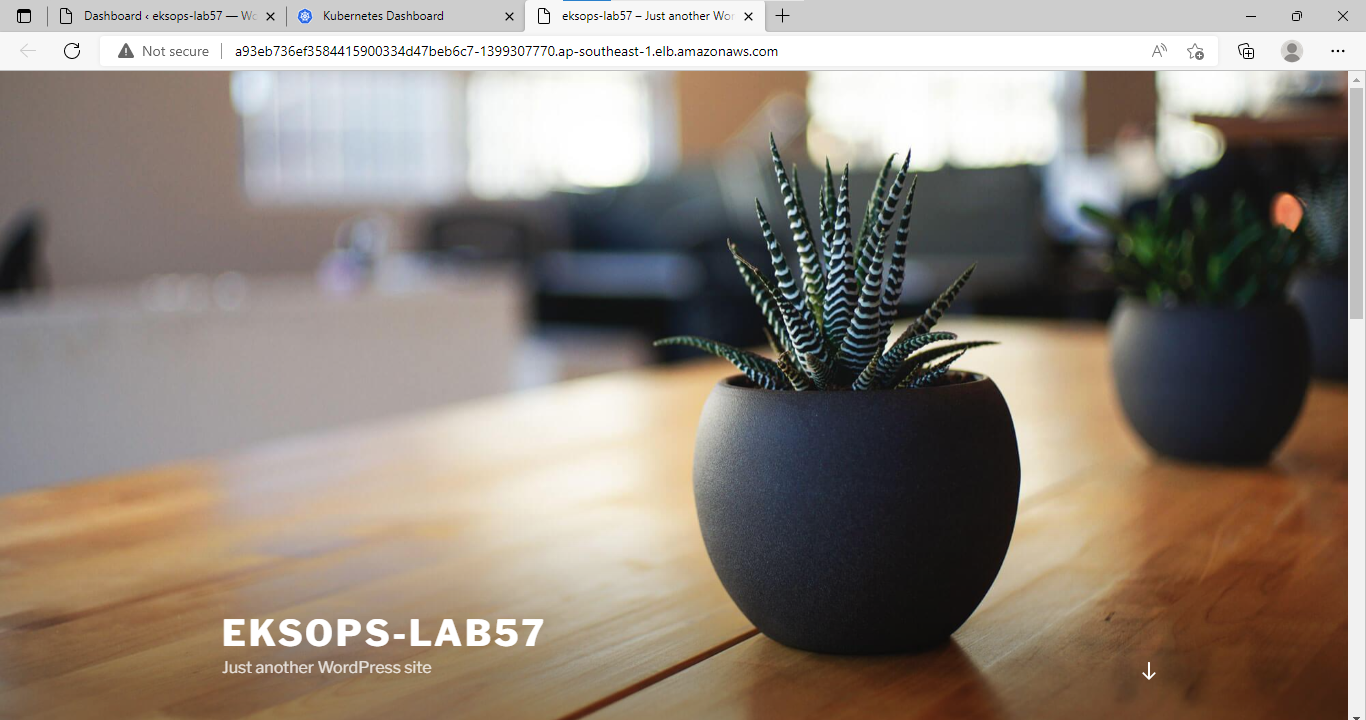 Dashboard ‹ eksops-lab57 — Wo
Kubernetes Dashboard
eksops-lab57 – Just another Wor
Not secure
a93eb736ef3584415900334d47beb6c7-1399307770.ap-southeast-1.elb.amazonaws.com
EKSOPS-LAB57
Just another WordPress site